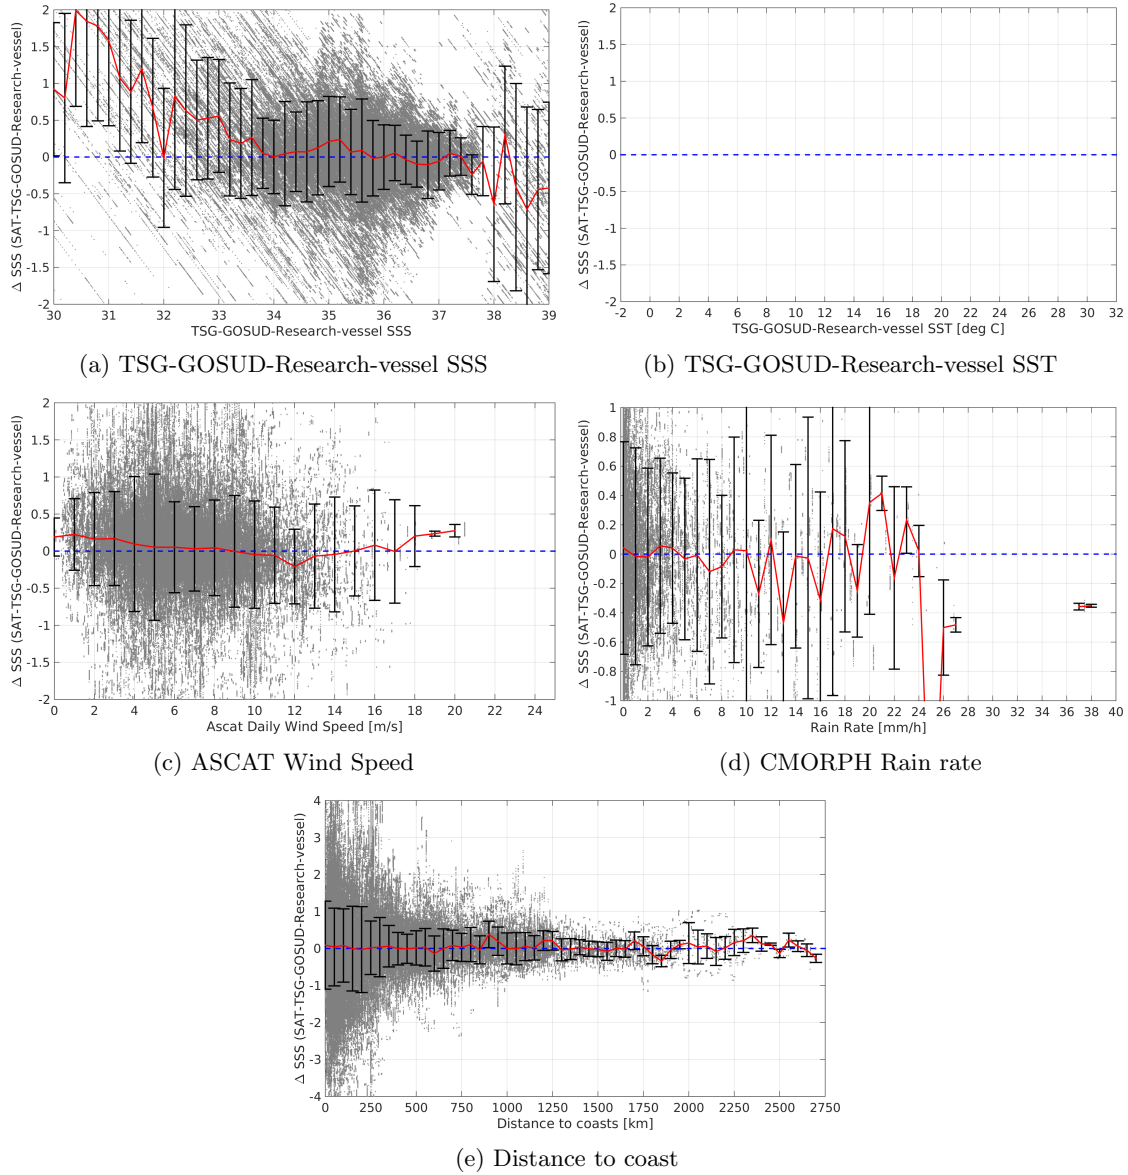 Δ SSS (SAT-TSG-GOSUD-Research-vessel)
2
1.5
1
0.5
0
-0.5
-1
-1.5
-2
30 31 32 33 34 35 36 37 38 39
TSG-GOSUD-Research-vessel SSS
(a) TSG-GOSUD-Research-vessel SSS
Δ SSS (SAT-TSG-GOSUD-Research-vessel)
2
1.5
1
0.5
0
-0.5
-1
-1.5
-2
-2 0 2 4 6 8 10 12 14 16 18 20 22 24 26 28 30 32
TSG-GOSUD-Research-vessel SST [deg C]
(b) TSG-GOSUD-Research-vessel SST
Δ SSS (SAT-TSG-GOSUD-Research-vessel)
2
1.5
1
0.5
0
-0.5
-1
-1.5
-2
0 2 4 6 8 10 12 14 16 18 20 22 24
Ascat Daily Wind Speed [m/s]
(c) ASCAT Wind Speed
Δ SSS (SAT-TSG-GOSUD-Research-vessel)
1
0.8
0.6
0.4
0.2
0
-0.2
-0.4
-0.6
-0.8
-1
0 2 4 6 8 10 12 14 16 18 20 22 24 26 28 30 32 34 36 38 40
Rain Rate [mm/h]
(d) CMORPH Rain rate
Δ SSS (SAT-TSG-GOSUD-Research-vessel)
4
3
2
1
0
-1
-2
-3
-4
0 250 500 750 1000 1250 1500 1750 2000 2250 2500 2750
Distance to coasts [km]
(e) Distance to coast